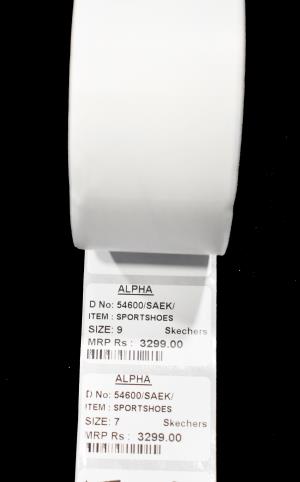 ALPHA
D No: 54600/SAEK/
ITEM : SPORTSHOES
SIZE: 9 Skechers
MRP Rs : 3299.00
ALPHA
D No: 54600/SAEK/
ITEM : SPORTSHOES
SIZE: 7 Skechers
MRP Rs : 3299.00